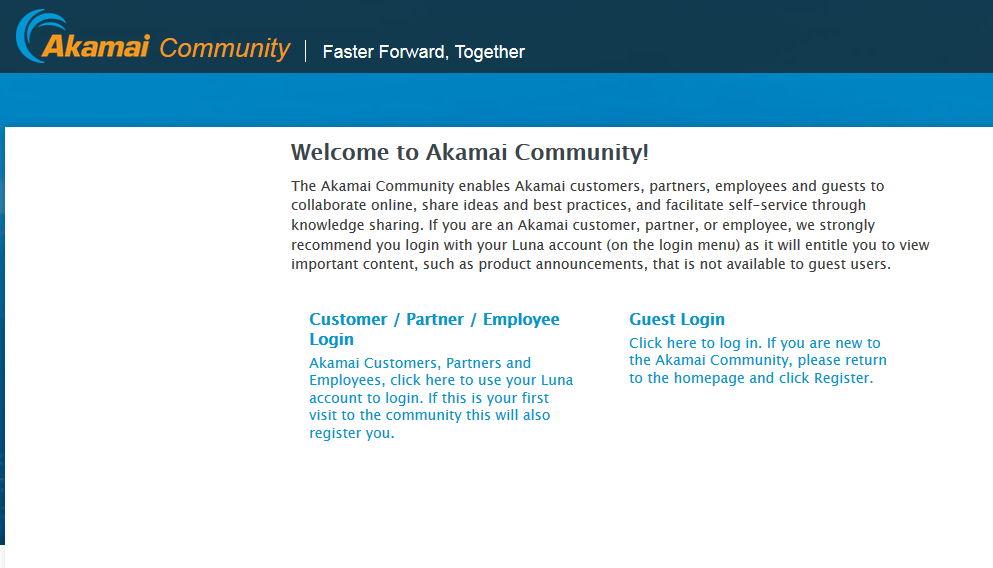 Akamai Community | Faster Forward, Together
Welcome to Akamai Community!
The Akamai Community enables Akamai customers, partners, employees and guests to
collaborate online, share ideas and best practices, and facilitate self-service through
knowledge sharing. If you are an Akamai customer, partner, or employee, we strongly
recommend you login with your Luna account (on the login menu) as it will entitle you to view
important content, such as product announcements, that is not available to guest users.
Customer / Partner / Employee
Login
Akamai Customers, Partners and
Employees, click here to use your Luna
account to login. If this is your first
visit to the community this will also
register you.
Guest Login
Click here to log in. If you are new to
the Akamai Community, please return
to the homepage and click Register.